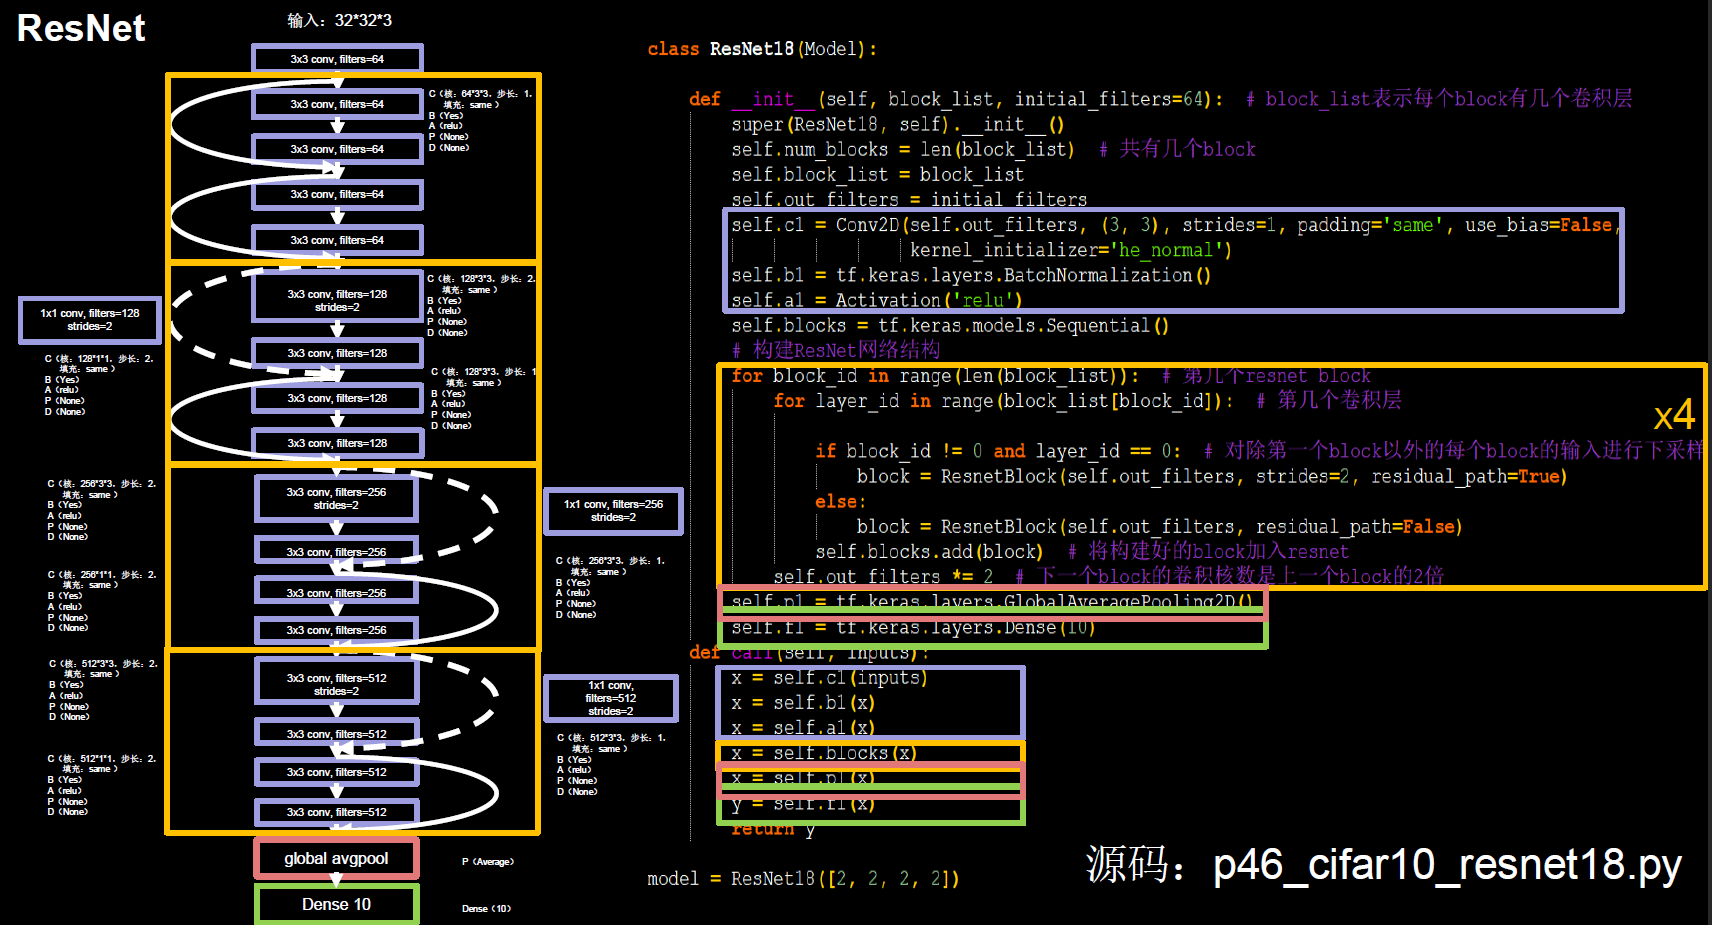 ResNet
输入：32*32*3
3x3 conv, filters=64
3x3 conv, filters=64
C（核：64*3*3，步长：1，
填充：same ）
B（Yes）
A（relu）
P（None）
D（None）
3x3 conv, filters=64
3x3 conv, filters=64
3x3 conv, filters=64
3x3 conv, filters=128
strides=2
C（核：128*3*3，步长：2，
填充：same ）
B（Yes）
A（relu）
P（None）
D（None）
1x1 conv, filters=128
strides=2
C（核：128*1*1，步长：2，
填充：same ）
B（Yes）
A（relu）
P（None）
D（None）
3x3 conv, filters=128
3x3 conv, filters=128
C（核：128*3*3，步长：1
填充：same ）
B（Yes）
A（relu）
P（None）
D（None）
3x3 conv, filters=128
C（核：256*3*3，步长：2，
填充：same ）
B（Yes）
A（relu）
P（None）
D（None）
3x3 conv, filters=256
strides=2
1x1 conv, filters=256
strides=2
3x3 conv, filters=256
C（核：256*3*3，步长：1，
填充：same ）
B（Yes）
A（relu）
P（None）
D（None）
C（核：256*1*1，步长：2，
填充：same ）
B（Yes）
A（relu）
P（None）
D（None）
3x3 conv, filters=256
3x3 conv, filters=256
C（核：512*3*3，步长：2，
填充：same ）
B（Yes）
A（relu）
P（None）
D（None）
3x3 conv, filters=512
strides=2
1x1 conv,
filters=512
strides=2
3x3 conv, filters=512
C（核：512*3*3，步长：1，
填充：same ）
B（Yes）
A（relu）
P（None）
D（None）
C（核：512*1*1，步长：2，
填充：same ）
B（Yes）
A（relu）
P（None）
D（None）
3x3 conv, filters=512
3x3 conv, filters=512
global avgpool
P（Average）
Dense 10
Dense（10）
class ResNet18(Model):
def __init__(self, block_list, initial_filters=64):  # block_list表示每个block有几个卷积层
super(ResNet18, self).__init__()
self.num_blocks = len(block_list)  # 共有几个block
self.block_list = block_list
self.out_filters = initial_filters
self.c1 = Conv2D(self.out_filters, (3, 3), strides=1, padding='same', use_bias=False,
kernel_initializer='he_normal')
self.b1 = tf.keras.layers.BatchNormalization()
self.a1 = Activation('relu')
self.blocks = tf.keras.models.Sequential()
# 构建ResNet网络结构
for block_id in range(len(block_list)):  # 第几个resnet block
for layer_id in range(block_list[block_id]):  # 第几个卷积层
x4
if block_id != 0 and layer_id == 0:  # 对除第一个block以外的每个block的输入进行下采样
block = ResnetBlock(self.out_filters, strides=2, residual_path=True)
else:
block = ResnetBlock(self.out_filters, residual_path=False)
self.blocks.add(block)  # 将构建好的block加入resnet
self.out_filters *= 2  # 下一个block的卷积核数是上一个block的2倍
self.p1 = tf.keras.layers.GlobalAveragePooling2D()
self.f1 = tf.keras.layers.Dense(10)
def call(self, inputs):
x = self.c1(inputs)
x = self.b1(x)
x = self.a1(x)
x = self.blocks(x)
x = self.p1(x)
y = self.f1(x)
return y
model = ResNet18([2, 2, 2, 2])
源码：p46_cifar10_resnet18.py